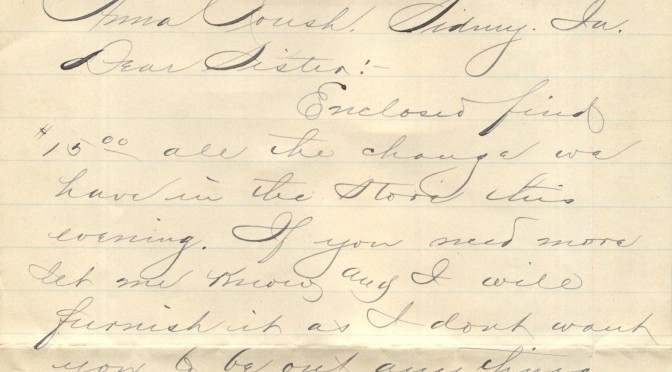 Anna Roush. Sidney. Ia.
Dear Sister:-
Enclosed find
$15.00 all the change we
have in the store this
evening. If you need more
let me know, and I will
furnish it as I dont want
you to be out anything